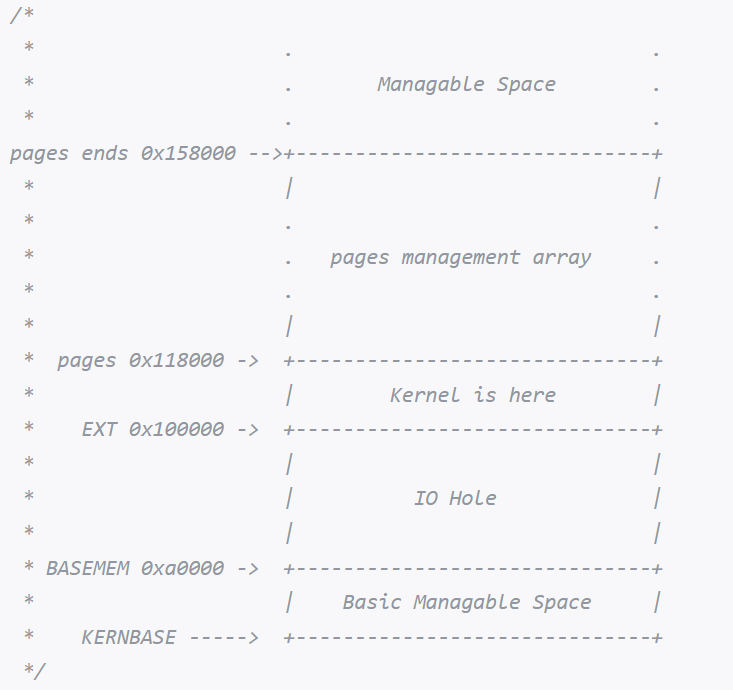 /*
 *                      .                              .
 *                      .       Managable Space        .
 *                      .                              .
pages ends 0x158000 -->+------------------------------+
 *                      |                              |
 *                      .                              .
 *                      .   pages management array     .
 *                      .                              .
 *                      |                              |
 *  pages 0x118000 ->  +------------------------------+
 *                      |        Kernel is here        |
 *    EXT 0x100000 ->  +------------------------------+
 *                      |                              |
 *                      |          IO Hole             |
 *                      |                              |
 * BASEMEM 0xa0000 ->  +------------------------------+
 *                      |    Basic Managable Space     |
 *    KERNBASE ----->  +------------------------------+
 */